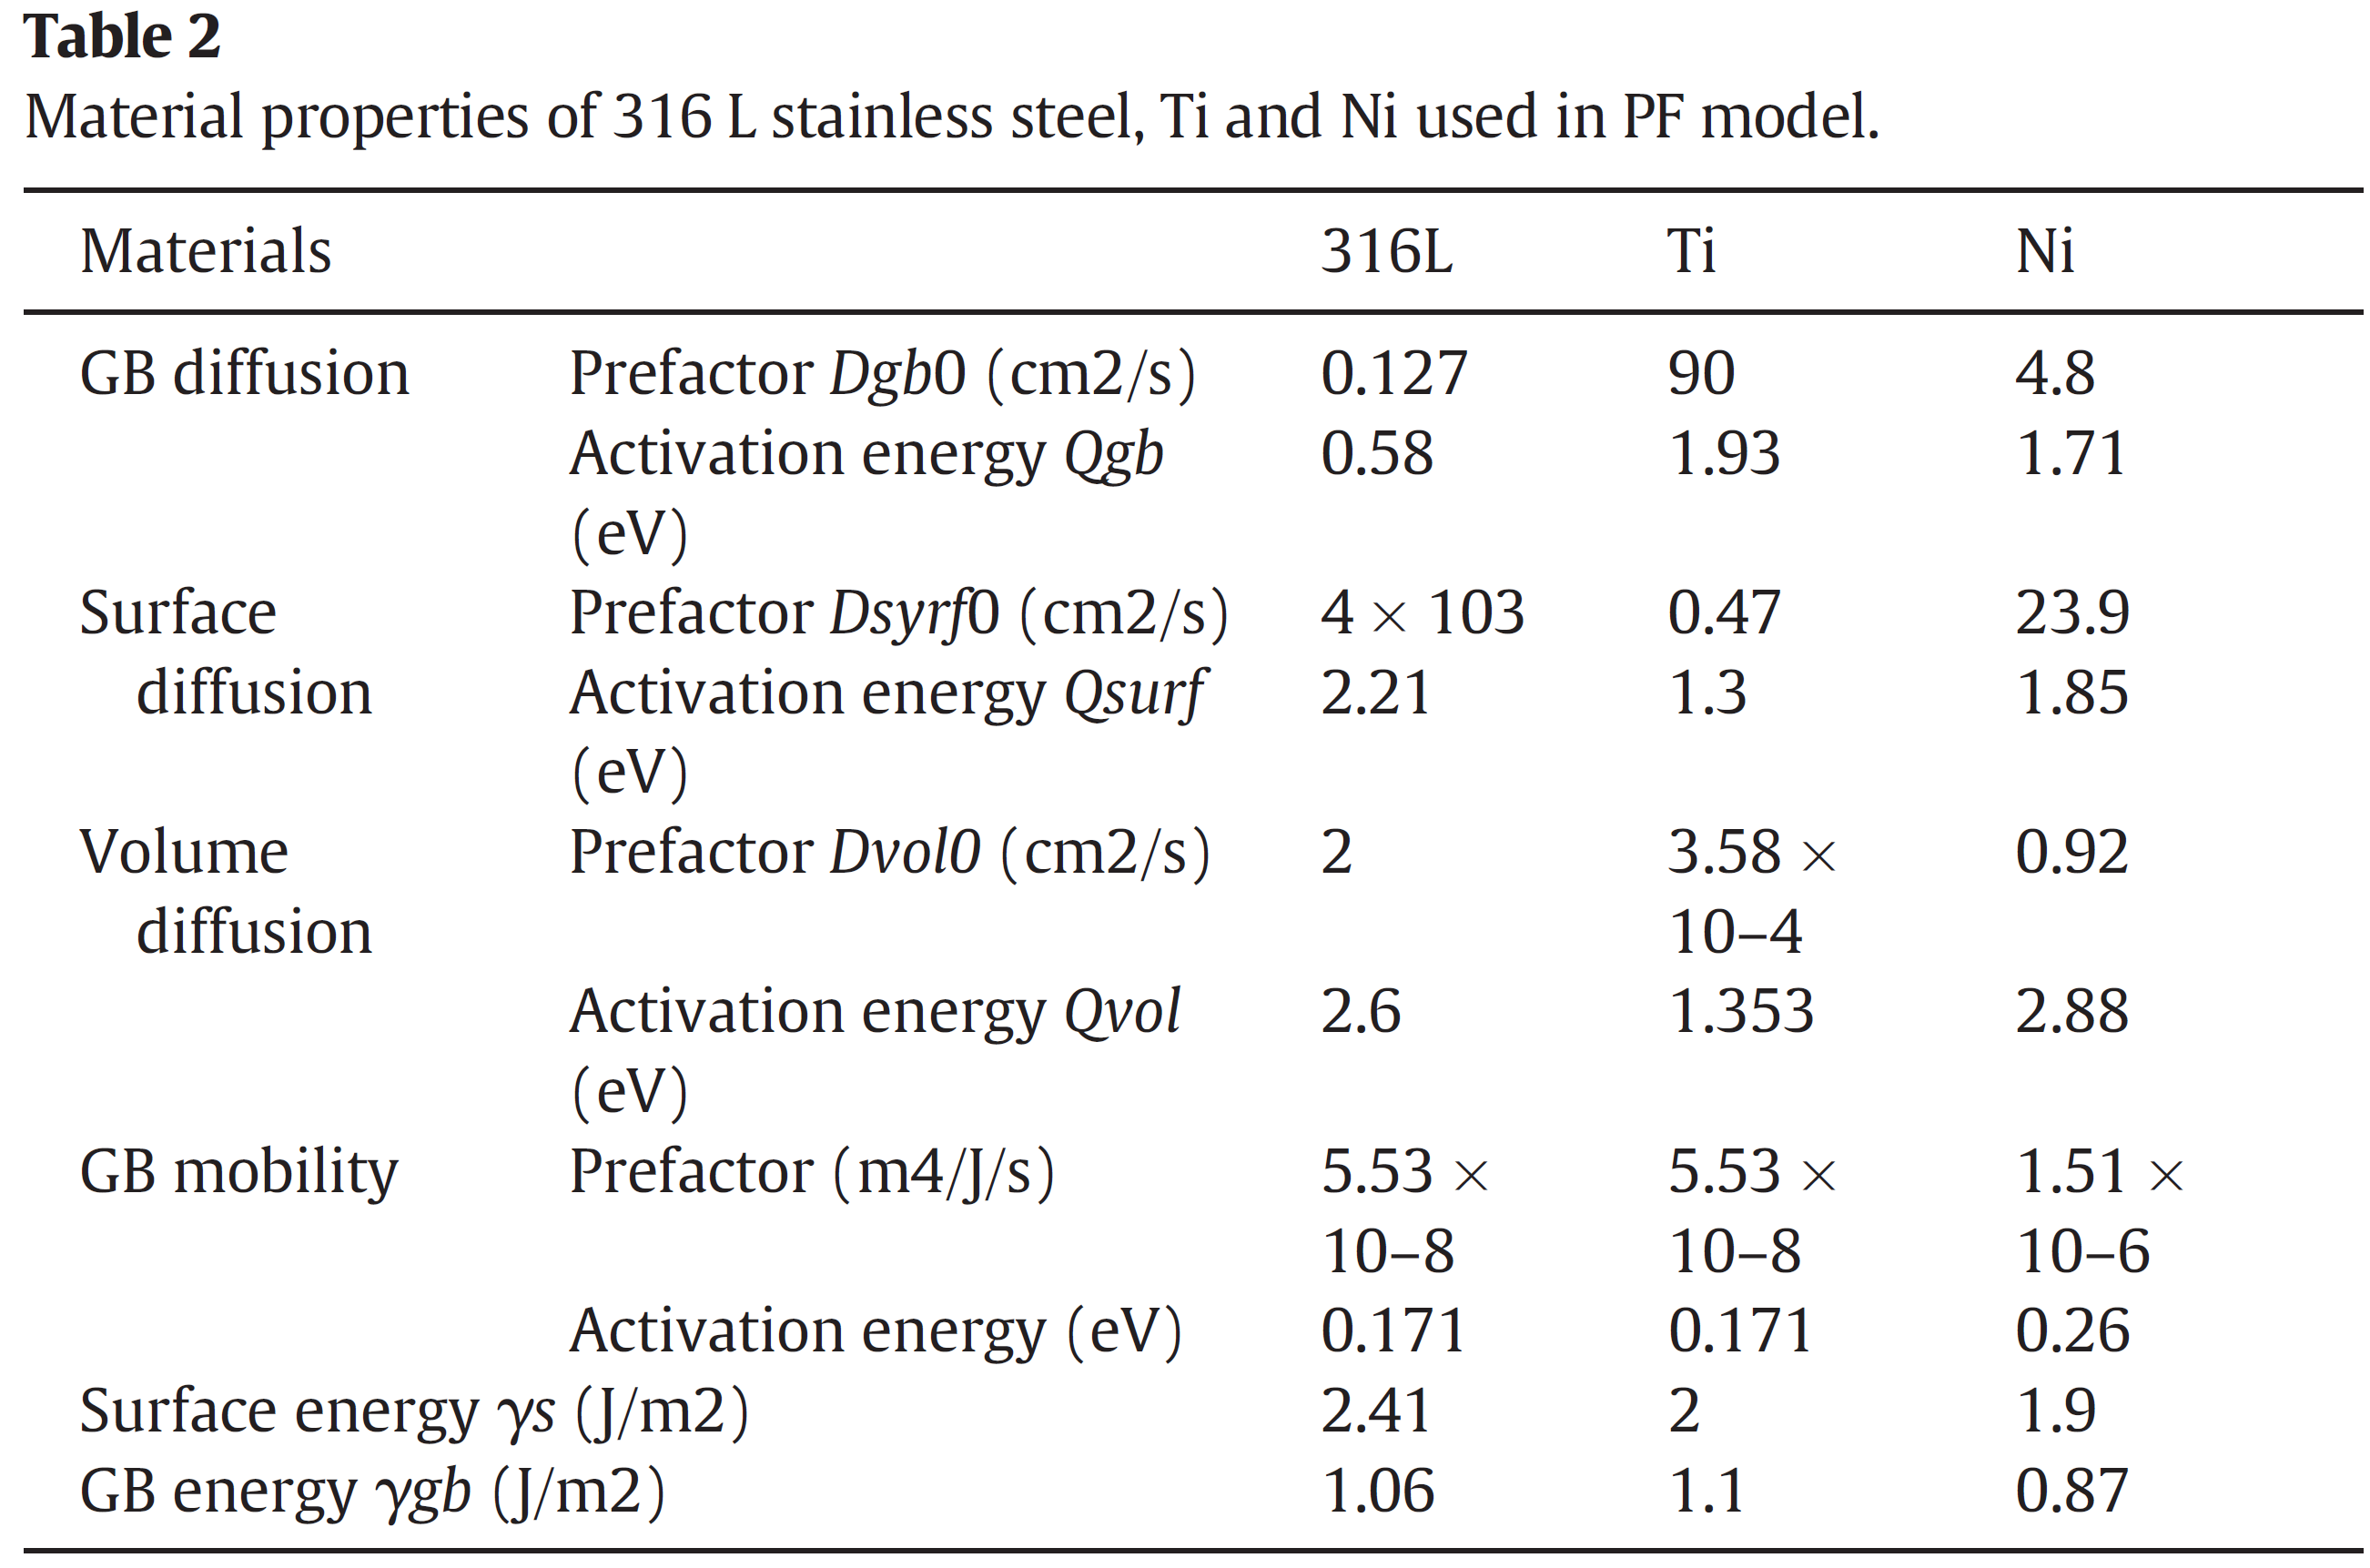 Table 2
Material properties of 316 L stainless steel, Ti and Ni used in PF model.
Materials 316L Ti Ni
GB diffusion Prefactor Dgb0 (cm2/s) 0.127 90 4.8
Activation energy Qgb 0.58 1.93 1.71
(eV)
Surface Prefactor Dsyrf0 (cm2/s) 4 × 103 0.47 23.9
diffusion Activation energy Qsurf 2.21 1.3 1.85
(eV)
Volume Prefactor Dvol0 (cm2/s) 2 3.58 × 0.92
diffusion 10–4
Activation energy Qvol 2.6 1.353 2.88
(eV)
GB mobility Prefactor (m4/J/s) 5.53 × 5.53 × 1.51 ×
10–8 10–8 10–6
Activation energy (eV) 0.171 0.171 0.26
Surface energy γs (J/m2) 2.41 2 1.9
GB energy γgb (J/m2) 1.06 1.1 0.87